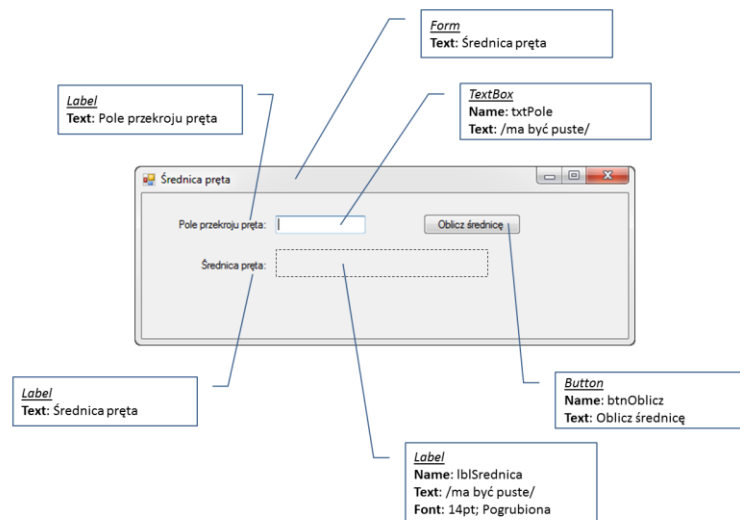 Form
Text: Średnica pręta
Label
Text: Pole przekroju pręta
TextBox
Name: txtPole
Text: /ma być puste/
Średnica pręta
Pole przekroju pręta:
Oblicz średnicę
Średnica pręta:
Label
Text: Średnica pręta
Button
Name: btnOblicz
Text: Oblicz średnicę
Label
Name: lblSrednica
Text: /ma być puste/
Font: 14pt; Pogrubiona